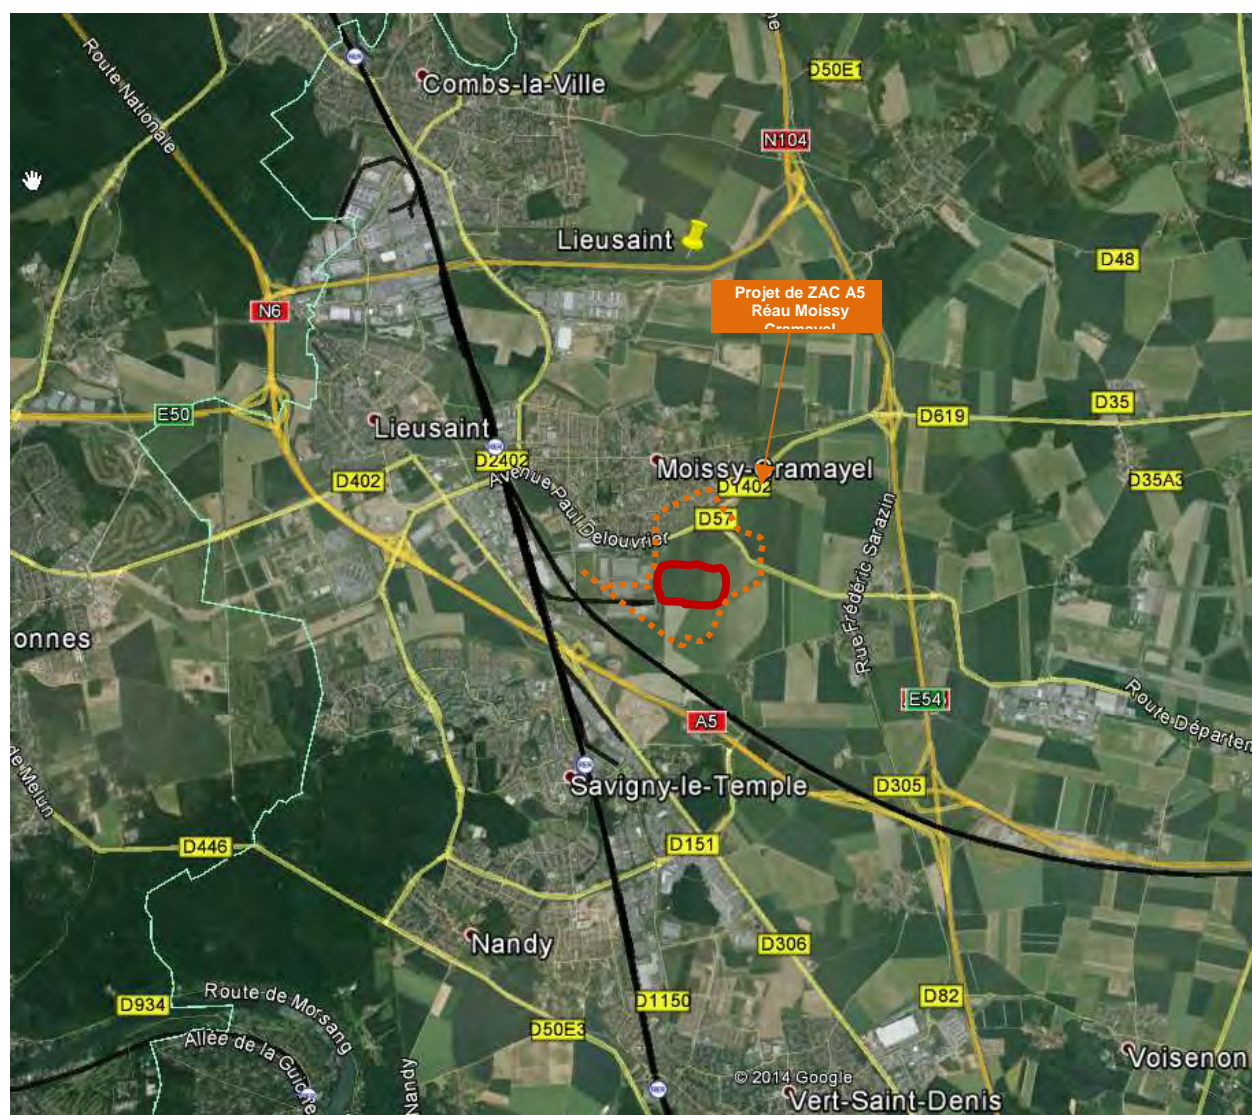 Combs-la-Ville
Route Nationale
D50E1
N104
Lieusaint
D48
Projet de ZAC A5
Réau Moissy
Cramayel
N6
E50
D35
D619
Lieusaint
D2402
D402
Moissy-Cramayel
D1402
D35A3
Avenue Paul Delouvrier
D57
Rue Frédéric Sarazin
onnes
E54
A5
Route Départen
de Melun
Savigny-le-Temple
D305
D446
D151
Nandy
D306
D934
Route de Morsang
D1150
D82
D50E3
Allée de la Guiche
Nandy
Voisenon
© 2014 Google
Vert-Saint-Denis